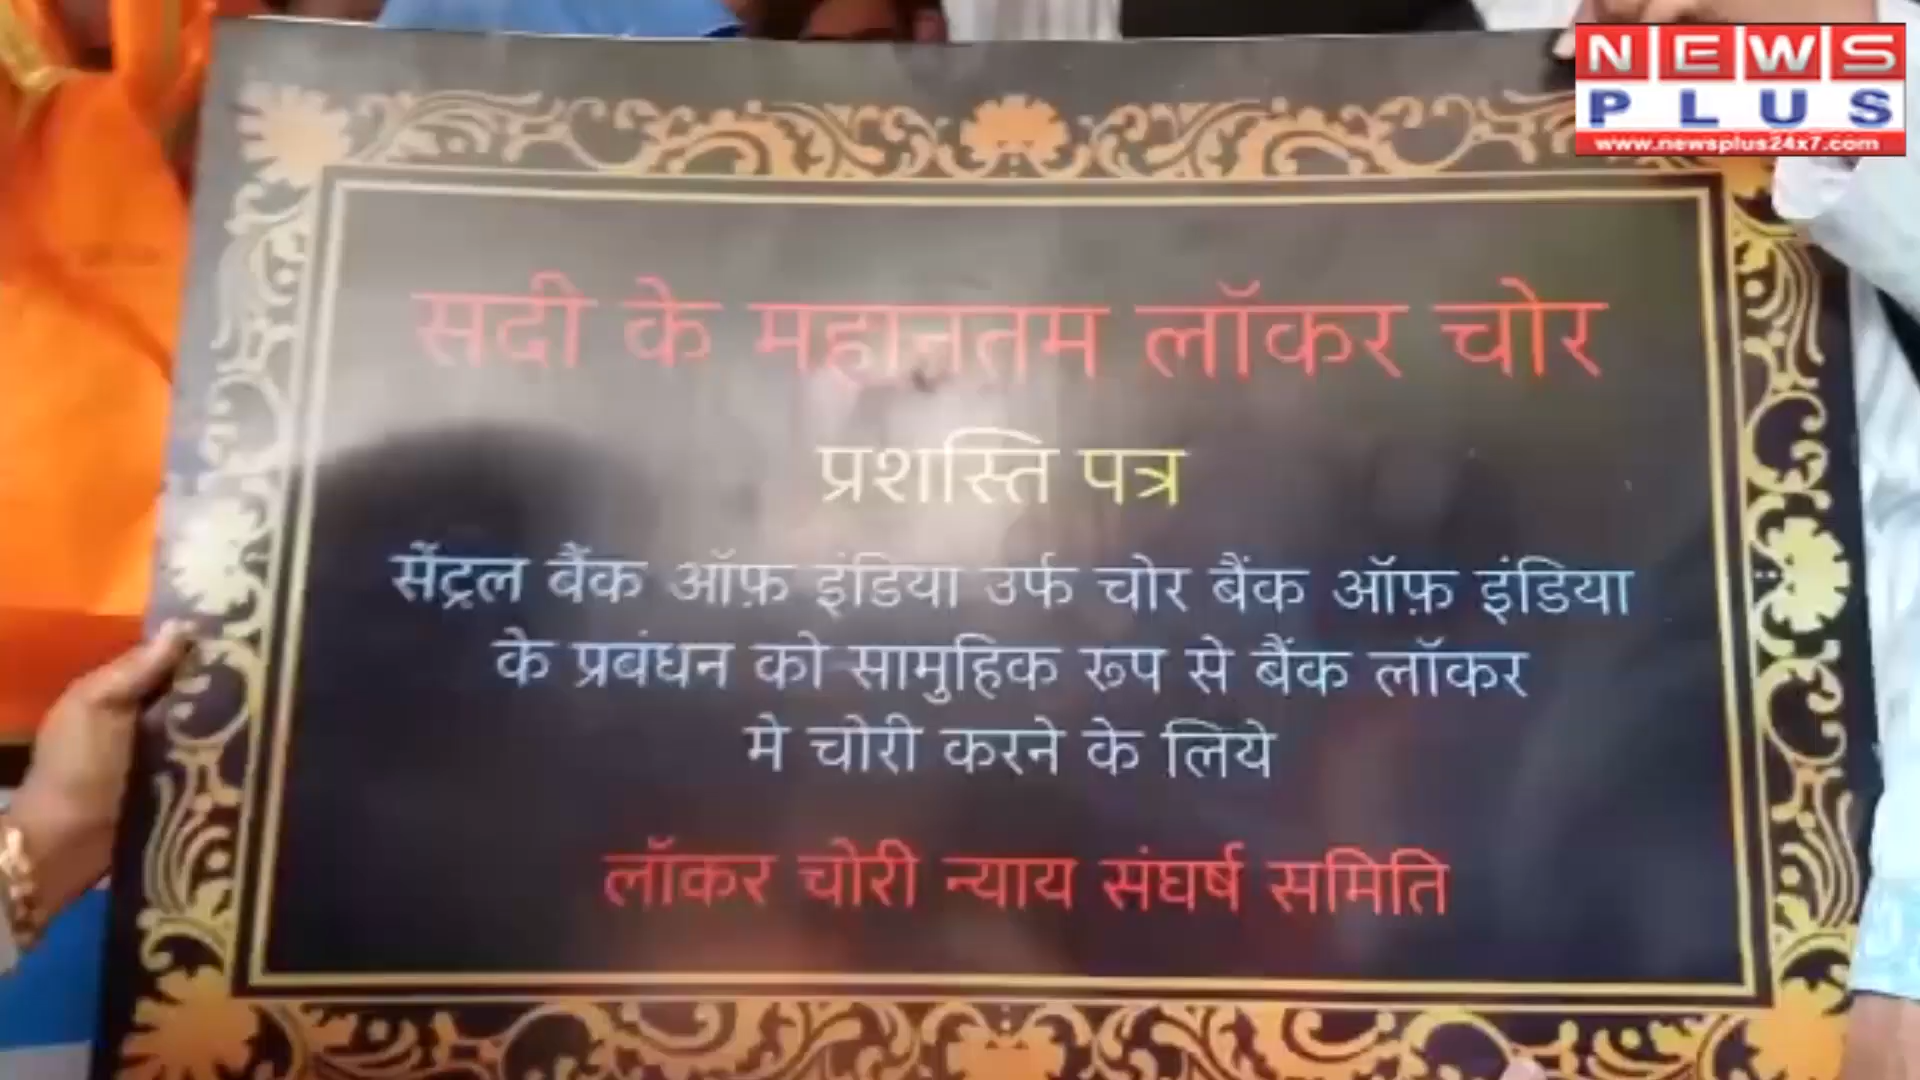 NEWS
PLUS
www.newsplus24x7.com
सदी के महानतम लॉकर चोर
प्रशस्ति पत्र
सेंट्रल बैंक ऑफ़ इंडिया उर्फ चोर बैंक ऑफ़ इंडिया
के प्रबंधन को सामुहिक रूप से बैंक लॉकर
मे चोरी करने के लिये
लॉकर चोरी न्याय संघर्ष समिति